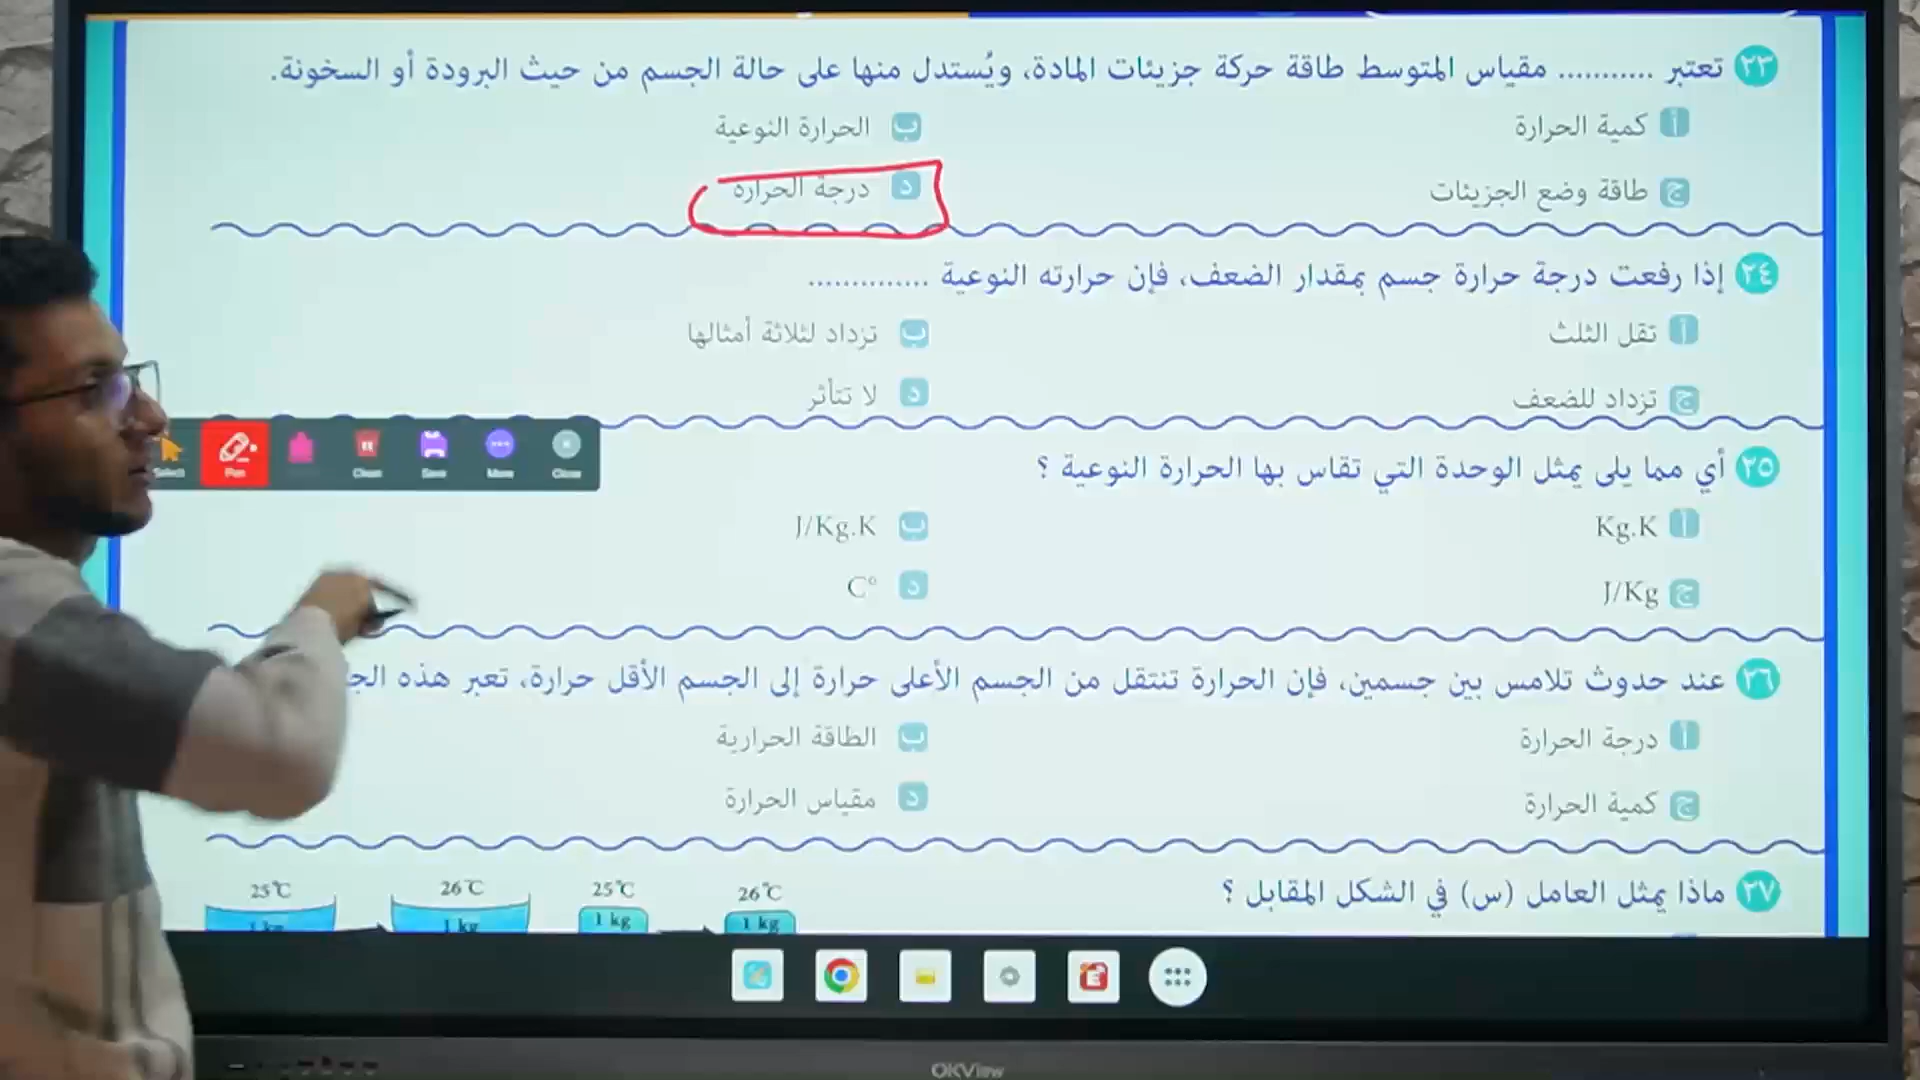 ٢٣ تعتبر ........... مقياس المتوسط طاقة حركة جزيئات المادة، ويُستدل منها على حالة الجسم من حيث البرودة أو السخونة.
أ كمية الحرارة
ب الحرارة النوعية
ج طاقة وضع الجزيئات
د درجة الحرارة
٢٤ إذا رفعت درجة حرارة جسم بمقدار الضعف، فإن حرارته النوعية ..............
أ تقل الثلث
ب تزداد لثلاثة أمثالها
ج تزداد للضعف
د لا تتأثر
Select Pen Clean Save More Close
٢٥ أي مما يلى يمثل الوحدة التي تقاس بها الحرارة النوعية ؟
أ Kg.K
ب J/Kg.K
ج J/Kg
د C°
٢٦ عند حدوث تلامس بين جسمين، فإن الحرارة تنتقل من الجسم الأعلى حرارة إلى الجسم الأقل حرارة، تعبر هذه
أ درجة الحرارة
ب الطاقة الحرارية
ج كمية الحرارة
د مقياس الحرارة
٢٧ ماذا يمثل العامل (س) في الشكل المقابل ؟
25℃ 26℃ 25℃ 26℃
1 kg 1 kg 1 kg 1 kg
OKView